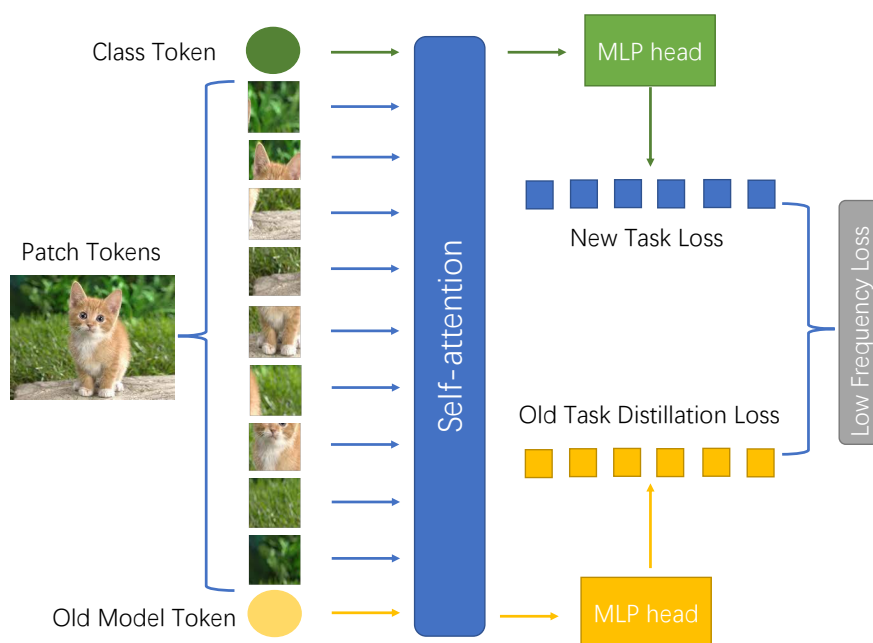 Class Token
MLP head
Patch Tokens
Self-attention
New Task Loss
Low Frequency Loss
Old Task Distillation Loss
Old Model Token
MLP head